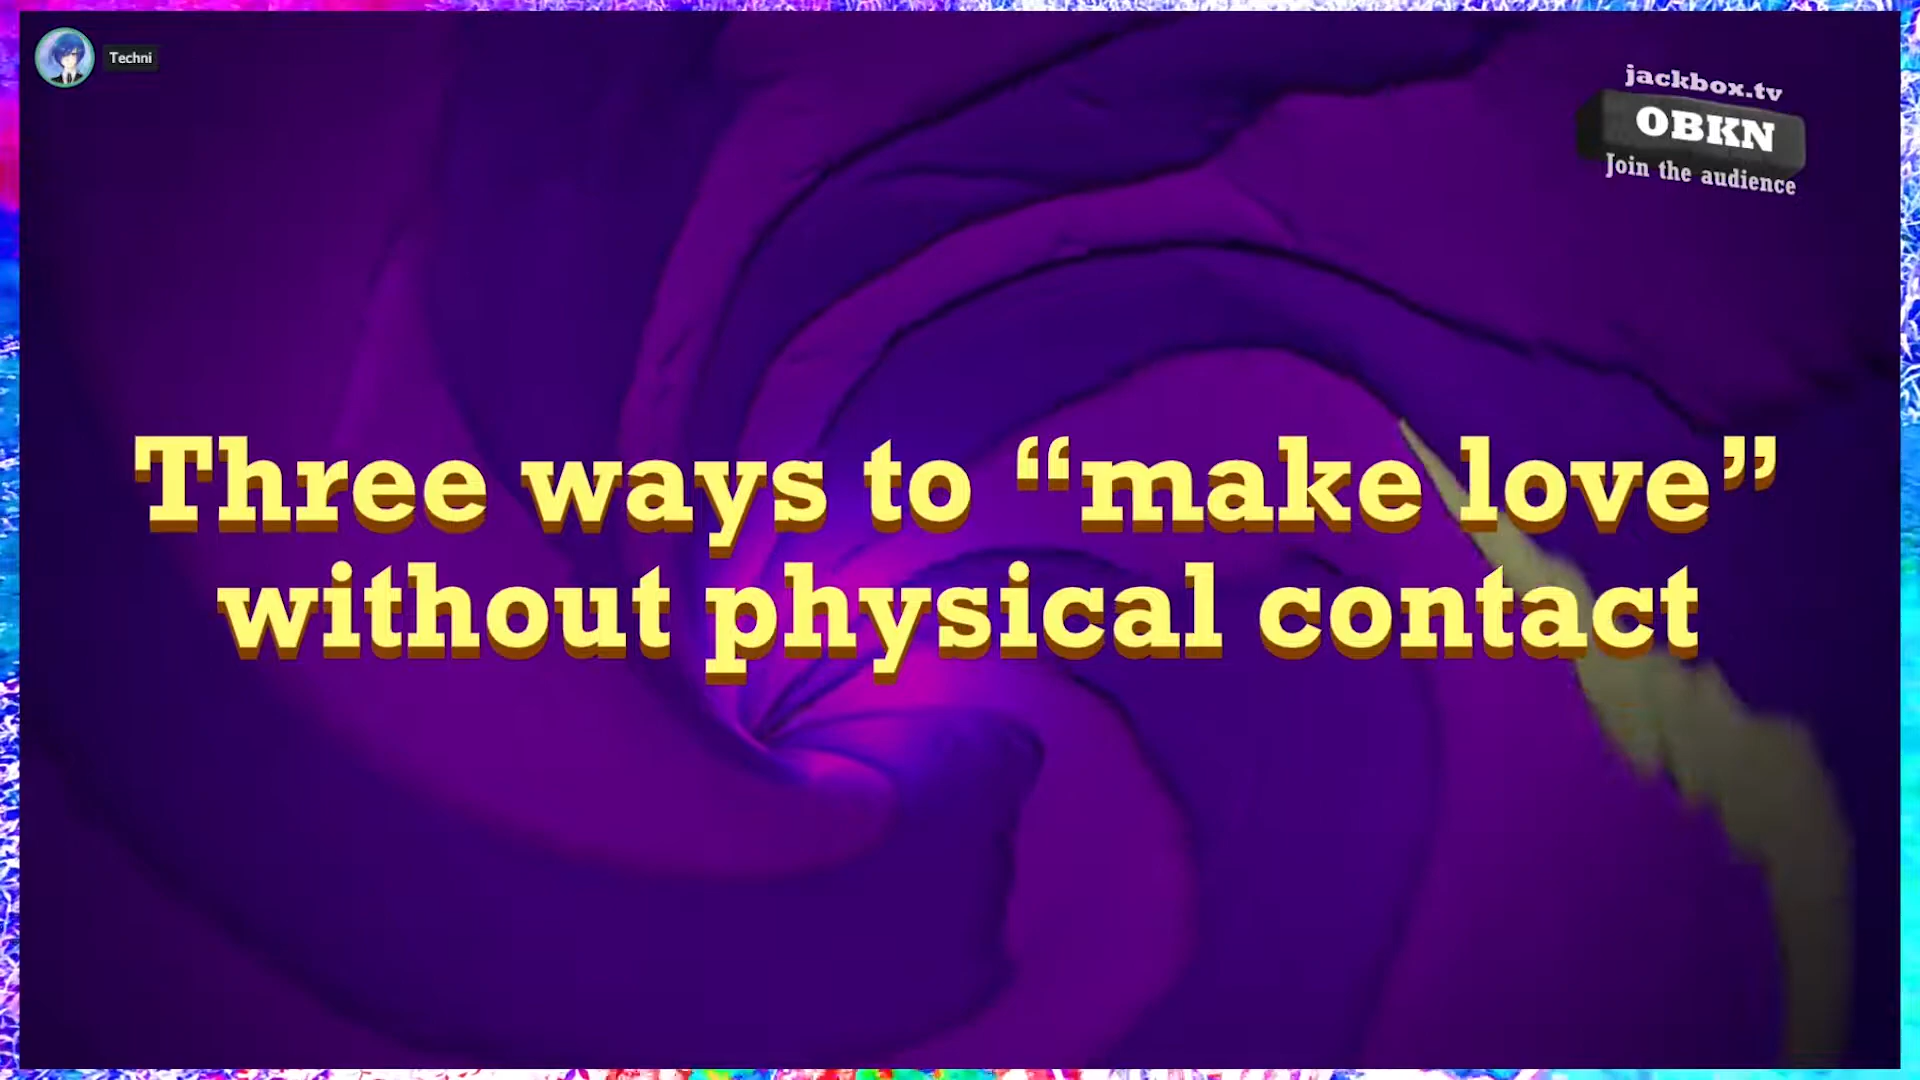 Techni
jackbox.tv
OBKN
Join the audience
Three ways to “make love”
without physical contact